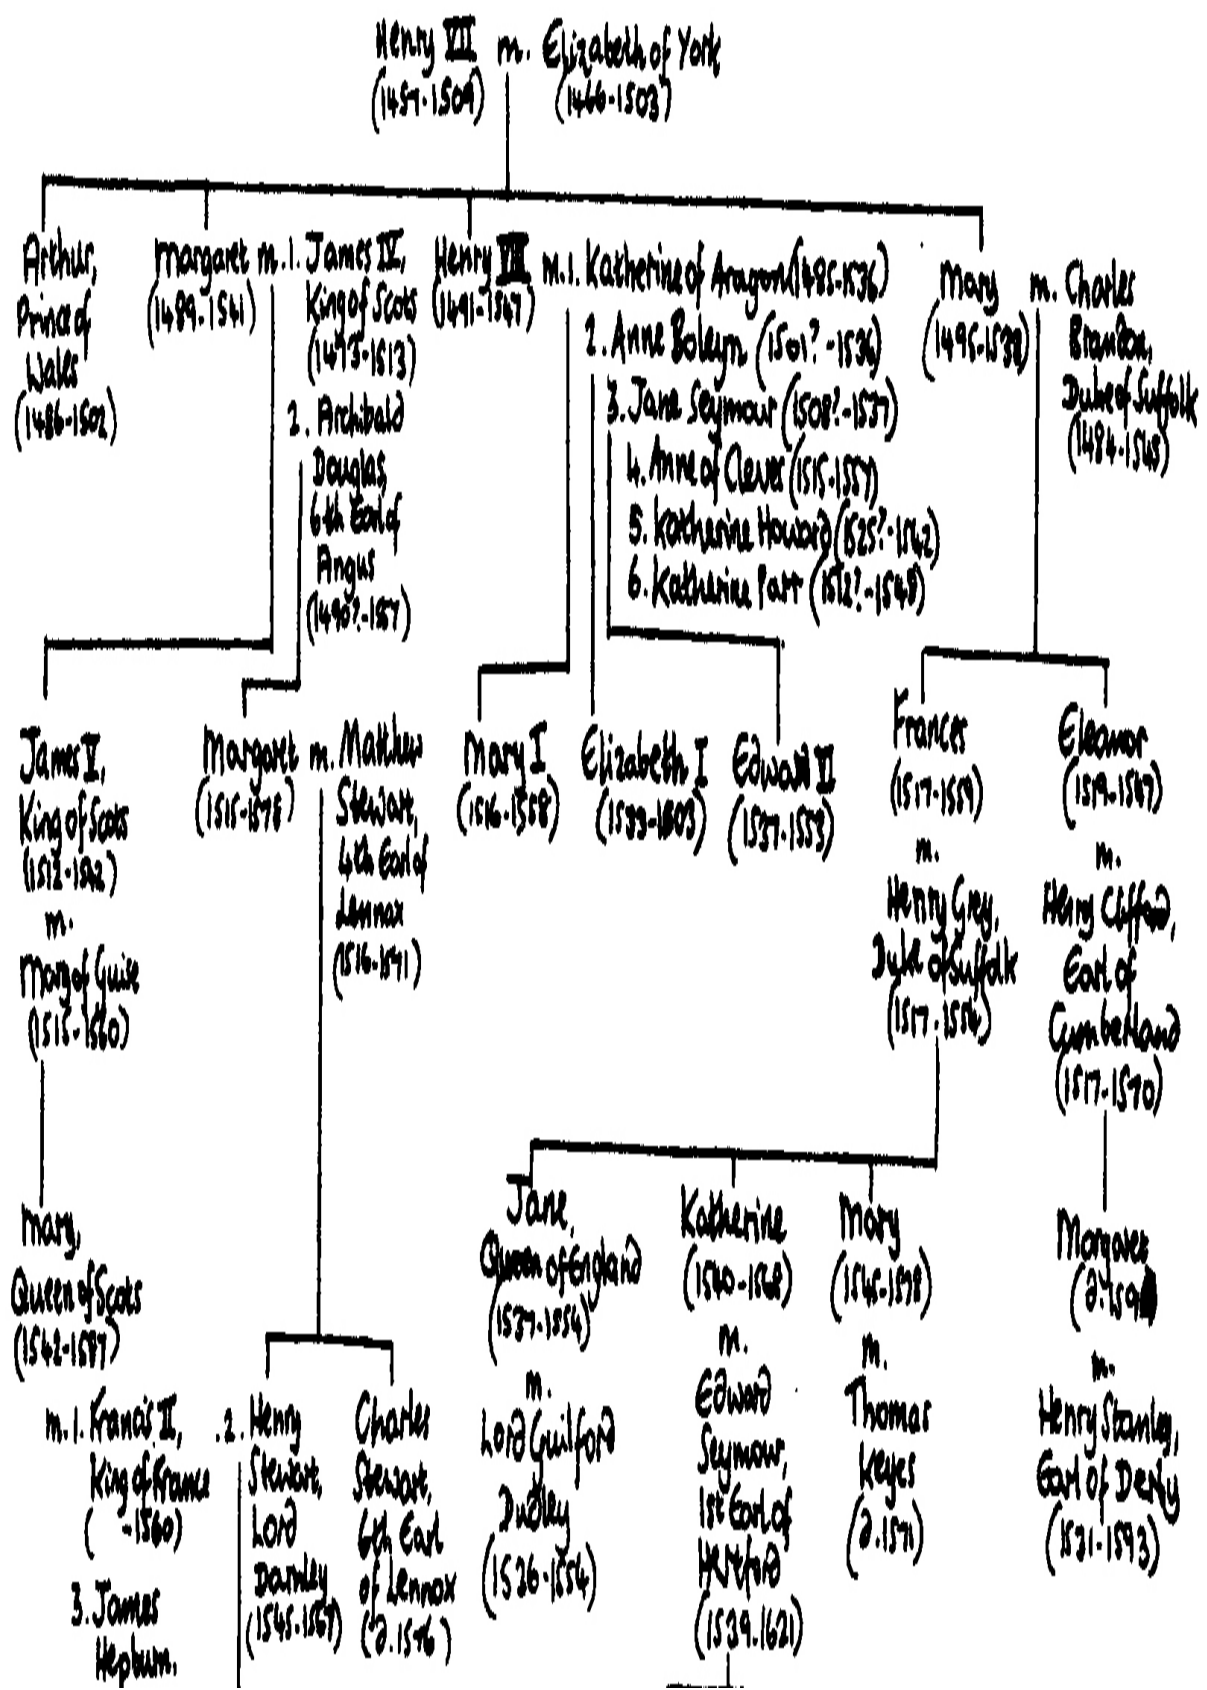 Henry VII m. Elizabeth of York
(1457-1509) (1466-1503)
Arthur,
Prince of
Wales
(1486-1502)
Margaret m.1. James IV,
(1489-1541) King of Scots
(1473-1513)
2. Archibald
Douglas,
6th Earl of
Angus
(1490?-1557)
Henry VIII m.1. Katherine of Aragon (1485-1536)
(1491-1547)
2. Anne Boleyn (1501?-1536)
3. Jane Seymour (1508?-1537)
4. Anne of Cleves (1515-1557)
5. Katherine Howard (1525?-1542)
6. Katherine Parr (1512?-1548)
Mary m. Charles
(1495-1538) Brandon,
Duke of Suffolk
(1484-1545)
James V,
King of Scots
(1512-1542)
m.
Mary of Guise
(1515-1560)
Margaret m. Matthew
(1515-1578) Stewart,
4th Earl of
Lennox
(1516-1571)
Mary I
(1516-1558)
Elizabeth I
(1533-1603)
Edward VI
(1537-1553)
Frances
(1517-1559)
m.
Henry Grey,
Duke of Suffolk
(1517-1554)
Eleanor
(1519-1547)
m.
Henry Clifford,
Earl of
Cumberland
(1517-1570)
Mary,
Queen of Scots
(1542-1587)
m.1. Francis II,
King of France
( -1560)
3. James
Hepburn.
.2. Henry
Stewart,
Lord
Darnley
(1545-1567)
Charles
Stewart,
6th Earl
of Lennox
(d.1576)
Jane,
Queen of England
(1537-1554)
m.
Lord Guilford
Dudley
(1536-1554)
Katherine
(1540-1568)
m.
Edward
Seymour,
1st Earl of
Hertford
(1539-1621)
Mary
(1545-1578)
m.
Thomas
Keyes
(d.1571)
Margaret
m.
Henry Stanley,
Earl of Derby
(1531-1593)